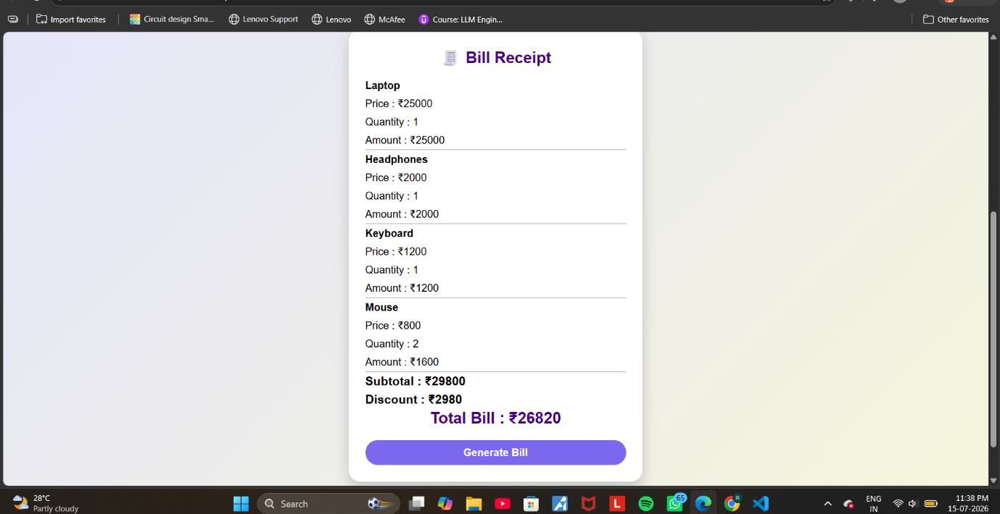 Import favorites
Circuit design Sma...
Lenovo Support
Lenovo
McAfee
Course: LLM Engin...
Other favorites
Bill Receipt
Laptop
Price : ₹25000
Quantity : 1
Amount : ₹25000
Headphones
Price : ₹2000
Quantity : 1
Amount : ₹2000
Keyboard
Price : ₹1200
Quantity : 1
Amount : ₹1200
Mouse
Price : ₹800
Quantity : 2
Amount : ₹1600
Subtotal : ₹29800
Discount : ₹2980
Total Bill : ₹26820
Generate Bill
28°C
Partly cloudy
Search
L
65
R
ENG
IN
11:38 PM
15-07-2026